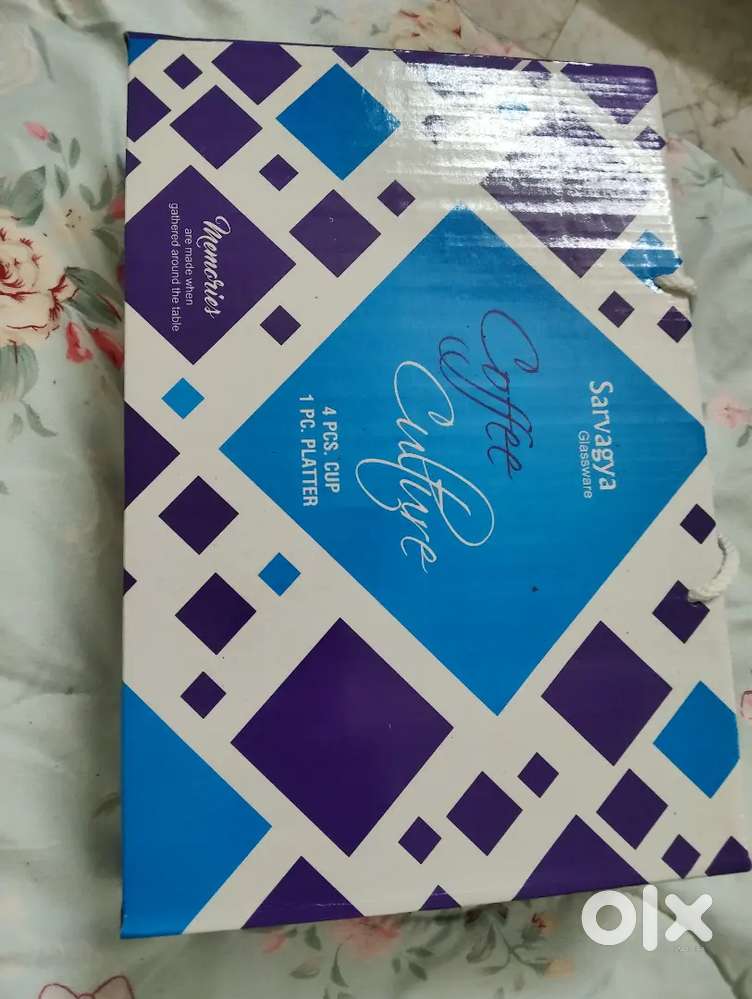 Sarvagya
Glassware
Coffee
Culture
4 PCS. CUP
1 PC. PLATTER
Memories
are made when
gathered around the table
olx